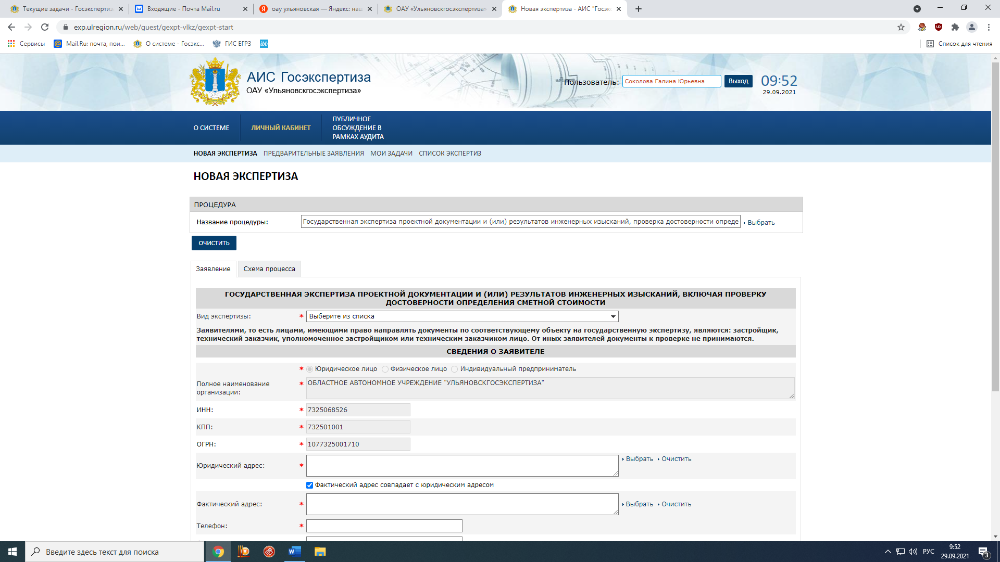 Текущие задачи - Госэкспертиз
Входящие - Почта Mail.ru
оау ульяновская — Яндекс: наш
ОАУ «Ульяновскгосэкспертиза»
Новая экспертиза - АИС "Госэк
exp.ulregion.ru/web/guest/gexpt-vlkz/gexpt-start
Сервисы
Mail.Ru: почта, пои...
О системе - Госэкс...
ГИС ЕГРЗ
ibb
Список для чтения
АИС Госэкспертиза
ОАУ «Ульяновскгосэкспертиза»
Пользователь: Соколова Галина Юрьевна Выход
09:52
29.09.2021
О СИСТЕМЕ
ЛИЧНЫЙ КАБИНЕТ
ПУБЛИЧНОЕ
ОБСУЖДЕНИЕ В
РАМКАХ АУДИТА
НОВАЯ ЭКСПЕРТИЗА ПРЕДВАРИТЕЛЬНЫЕ ЗАЯВЛЕНИЯ МОИ ЗАДАЧИ СПИСОК ЭКСПЕРТИЗ
НОВАЯ ЭКСПЕРТИЗА
ПРОЦЕДУРА
Название процедуры: Государственная экспертиза проектной документации и (или) результатов инженерных изысканий, проверка достоверности опреде Выбрать
ОЧИСТИТЬ
Заявление Схема процесса
ГОСУДАРСТВЕННАЯ ЭКСПЕРТИЗА ПРОЕКТНОЙ ДОКУМЕНТАЦИИ И (ИЛИ) РЕЗУЛЬТАТОВ ИНЖЕНЕРНЫХ ИЗЫСКАНИЙ, ВКЛЮЧАЯ ПРОВЕРКУ
ДОСТОВЕРНОСТИ ОПРЕДЕЛЕНИЯ СМЕТНОЙ СТОИМОСТИ
Вид экспертизы: * Выберите из списка
Заявителями, то есть лицами, имеющими право направлять документы по соответствующему объекту на государственную экспертизу, являются: застройщик,
технический заказчик, уполномоченное застройщиком или техническим заказчиком лицо. От иных заявителей документы к проверке не принимаются.
СВЕДЕНИЯ О ЗАЯВИТЕЛЕ
* Юридическое лицо Физическое лицо Индивидуальный предприниматель
Полное наименование
организации:
* ОБЛАСТНОЕ АВТОНОМНОЕ УЧРЕЖДЕНИЕ "УЛЬЯНОВСКГОСЭКСПЕРТИЗА"
ИНН: * 7325068526
КПП: * 732501001
ОГРН: * 1077325001710
Юридический адрес: * Выбрать Очистить
Фактический адрес совпадает с юридическим адресом
Фактический адрес: * Выбрать Очистить
Телефон: *
Введите здесь текст для поиска
РУС
9:52
29.09.2021
3